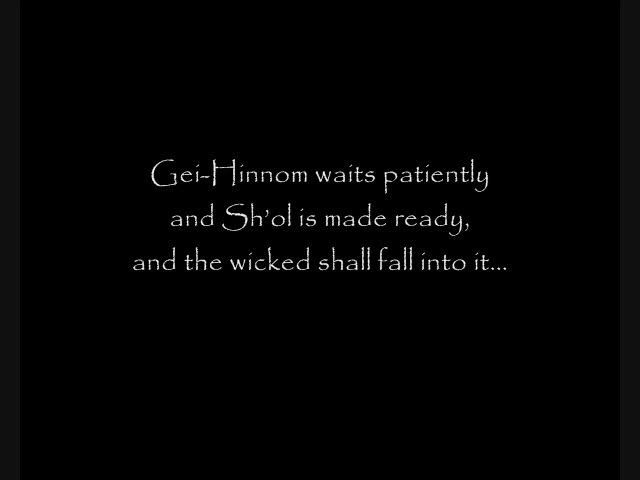 Gei-Hinnom waits patiently
and Sh'ol is made ready,
and the wicked shall fall into it...